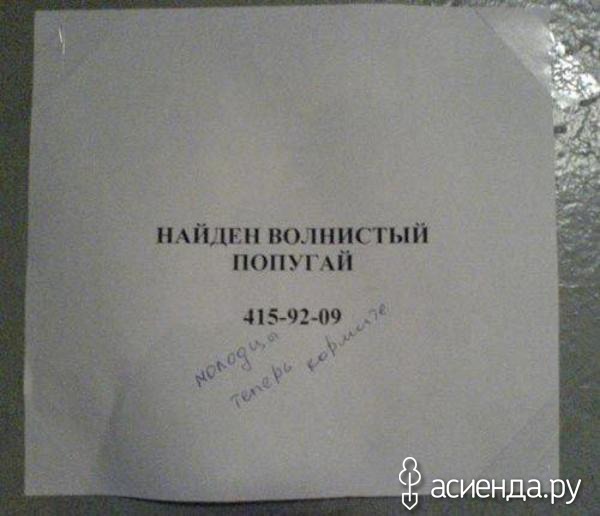 НАЙДЕН ВОЛНИСТЫЙ
ПОПУГАЙ
415-92-09
молодцы
теперь кормите
асиенда.ру